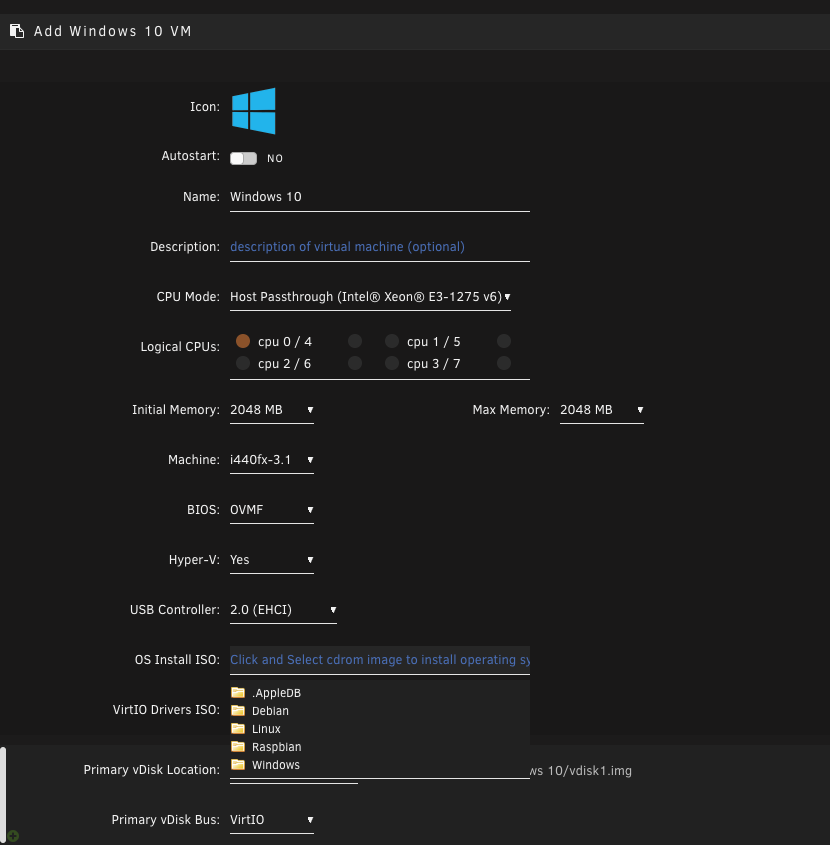 Add Windows 10 VM
Icon:
Autostart: NO
Name: Windows 10
Description: description of virtual machine (optional)
CPU Mode: Host Passthrough (Intel® Xeon® E3-1275 v6)
Logical CPUs: cpu 0 / 4 cpu 1 / 5
cpu 2 / 6 cpu 3 / 7
Initial Memory: 2048 MB Max Memory: 2048 MB
Machine: i440fx-3.1
BIOS: OVMF
Hyper-V: Yes
USB Controller: 2.0 (EHCI)
OS Install ISO: Click and Select cdrom image to install operating sy
.AppleDB
VirtIO Drivers ISO: Debian
Linux
Raspbian
Windows
Primary vDisk Location: ws 10/vdisk1.img
Primary vDisk Bus: VirtIO